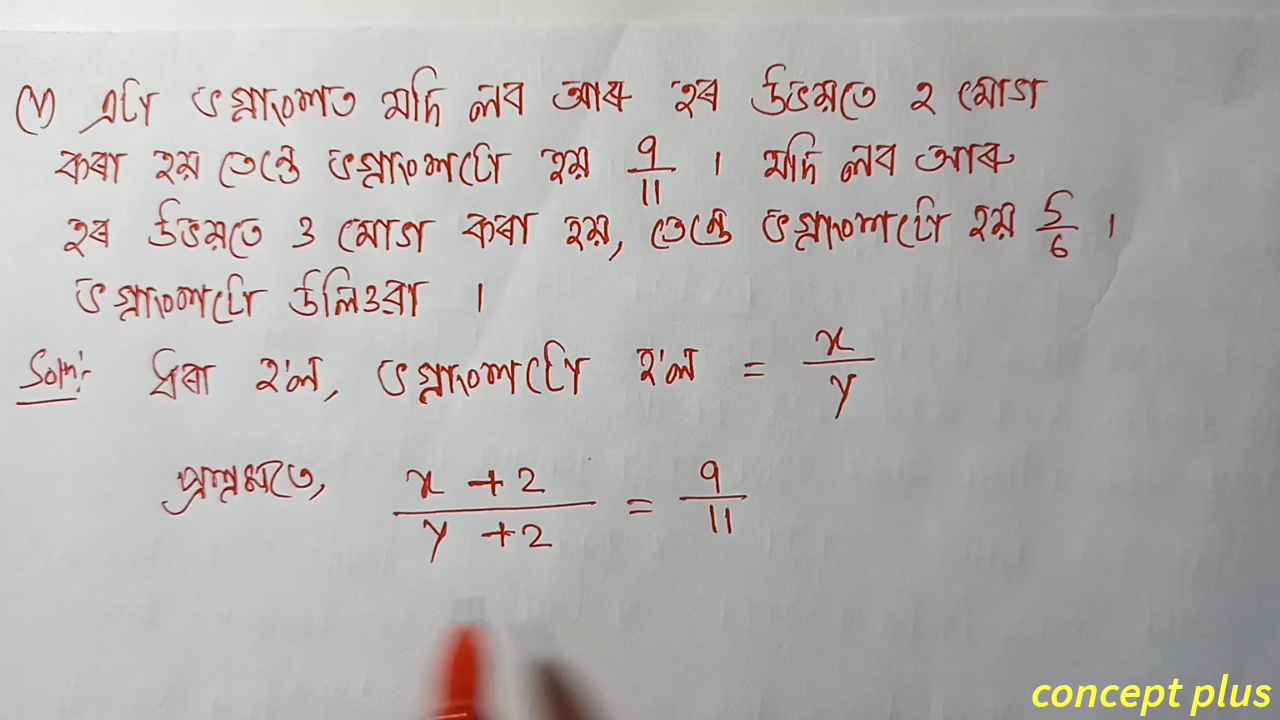 (v) এটা ভগ্নাংশত যদি লব আৰু হৰ উভয়তে ২ যোগ
কৰা হয় তেন্তে ভগ্নাংশটো হয় 9/11 । যদি লব আৰু
হৰ উভয়তে ৩ যোগ কৰা হয়, তেন্তে ভগ্নাংশটো হয় 5/6 ।
ভগ্নাংশটো উলিওৱা ।
Soln:- ধৰা হ'ল, ভগ্নাংশটো হ'ল = x/y
প্ৰশ্নমতে, x + 2 / y + 2 = 9/11
concept plus